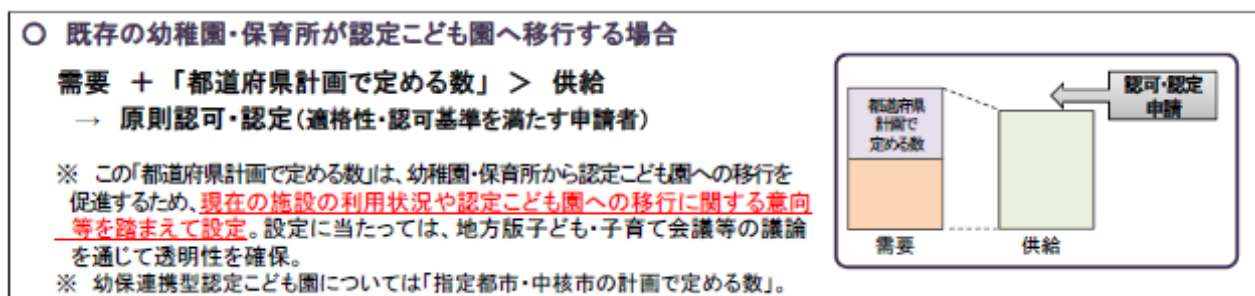 ○ 既存の幼稚園・保育所が認定こども園へ移行する場合
需要 + 「都道府県計画で定める数」 > 供給
→ 原則認可・認定(適格性・認可基準を満たす申請者)
※ この「都道府県計画で定める数」は、幼稚園・保育所から認定こども園への移行を
促進するため、現在の施設の利用状況や認定こども園への移行に関する意向
等を踏まえて設定。設定に当たっては、地方版子ども・子育て会議等の議論
を通じて透明性を確保。
※ 幼保連携型認定こども園については「指定都市・中核市の計画で定める数」。
都道府県
計画で
定める数
認可・認定
申請
需要
供給